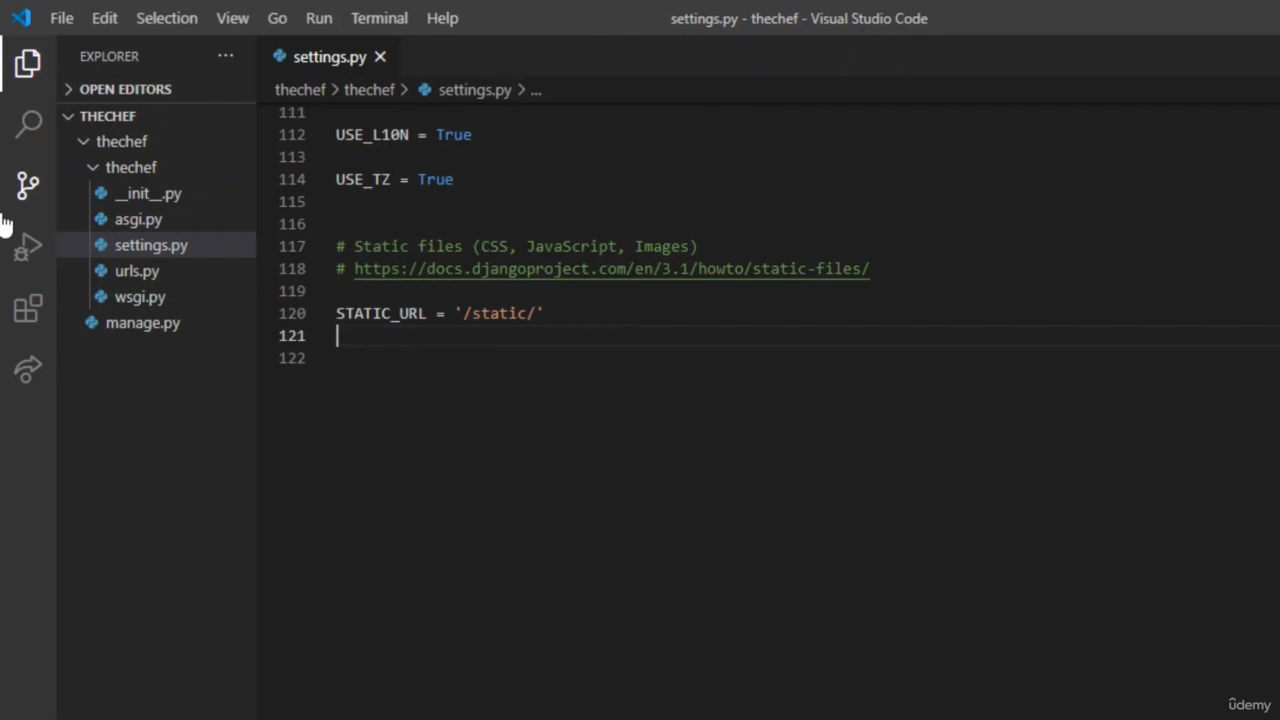 File Edit Selection View Go Run Terminal Help settings.py - thechef - Visual Studio Code
EXPLORER ···
OPEN EDITORS
THECHEF
thechef
thechef
__init__.py
asgi.py
settings.py
urls.py
wsgi.py
manage.py
settings.py
thechef > thechef > settings.py > ...
111
112 USE_L10N = True
113
114 USE_TZ = True
115
116
117 # Static files (CSS, JavaScript, Images)
118 # https://docs.djangoproject.com/en/3.1/howto/static-files/
119
120 STATIC_URL = '/static/'
121
122
ûdemy